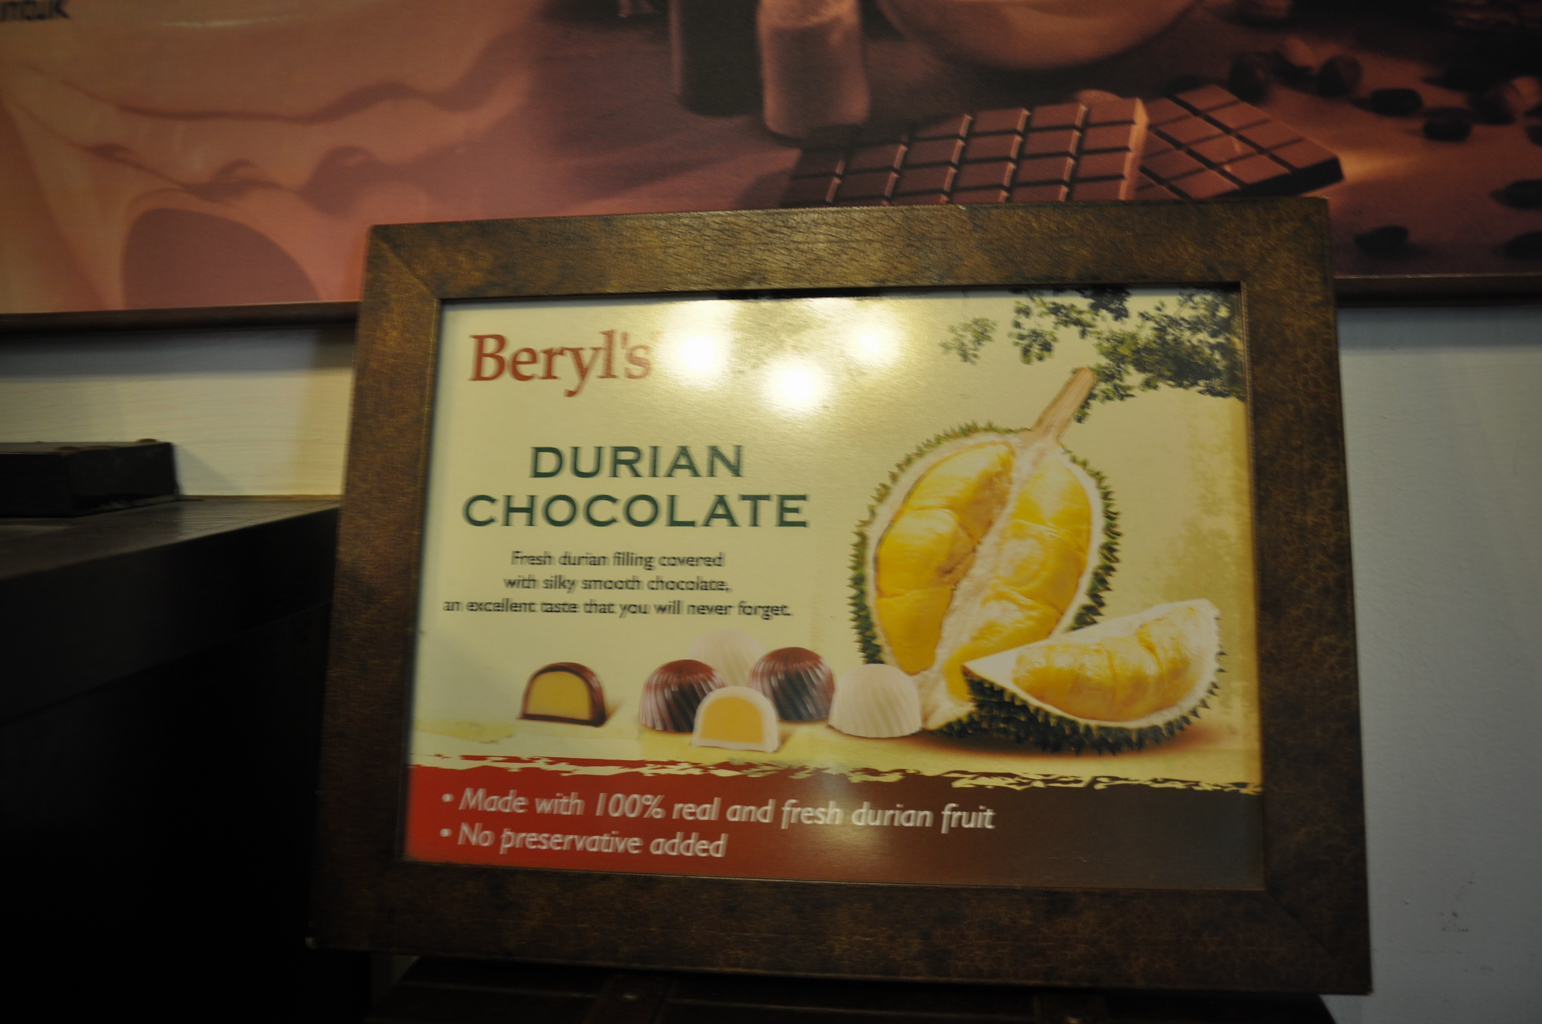 Beryl's
DURIAN
CHOCOLATE
Fresh durian filling covered
with silky smooth chocolate,
an excellent taste that you will never forget.
• Made with 100% real and fresh durian fruit
• No preservative added